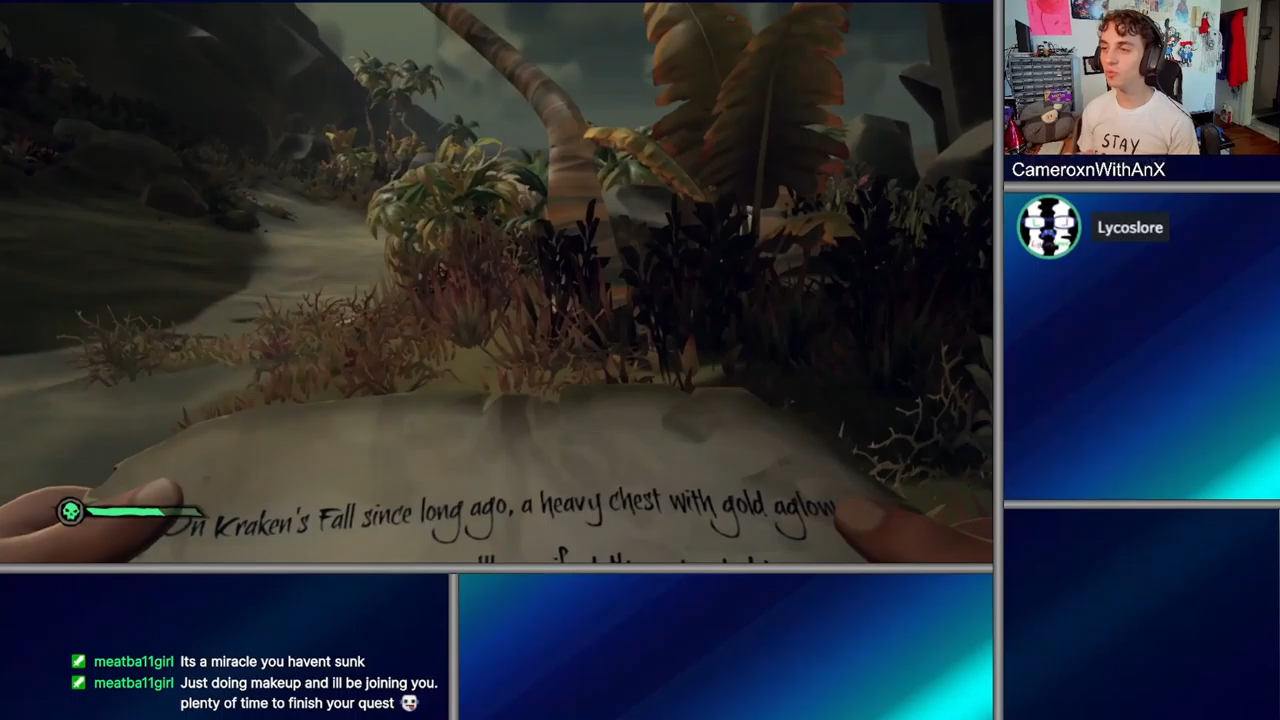 On Kraken's Fall since long ago, a heavy chest with gold aglow
STAY
CameroxnWithAnX
Lycoslore
meatba11girl Its a miracle you havent sunk
meatba11girl Just doing makeup and ill be joining you.
plenty of time to finish your quest